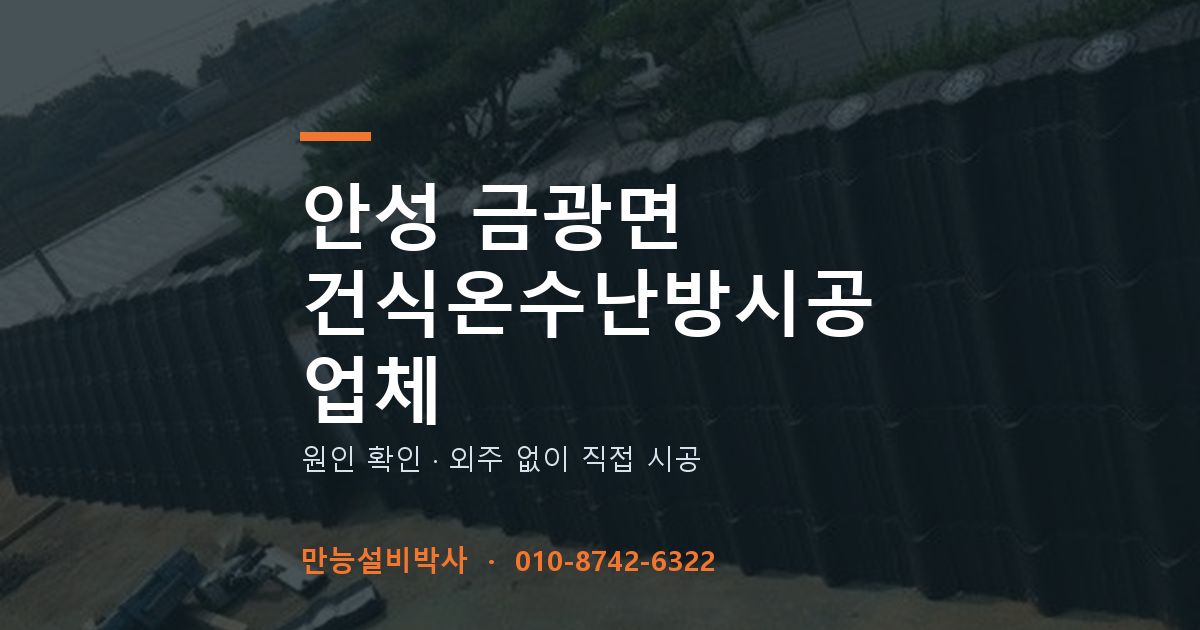 안성 금광면
건식온수난방시공
업체
원인 확인 · 외주 없이 직접 시공
만능설비박사 · 010-8742-6322